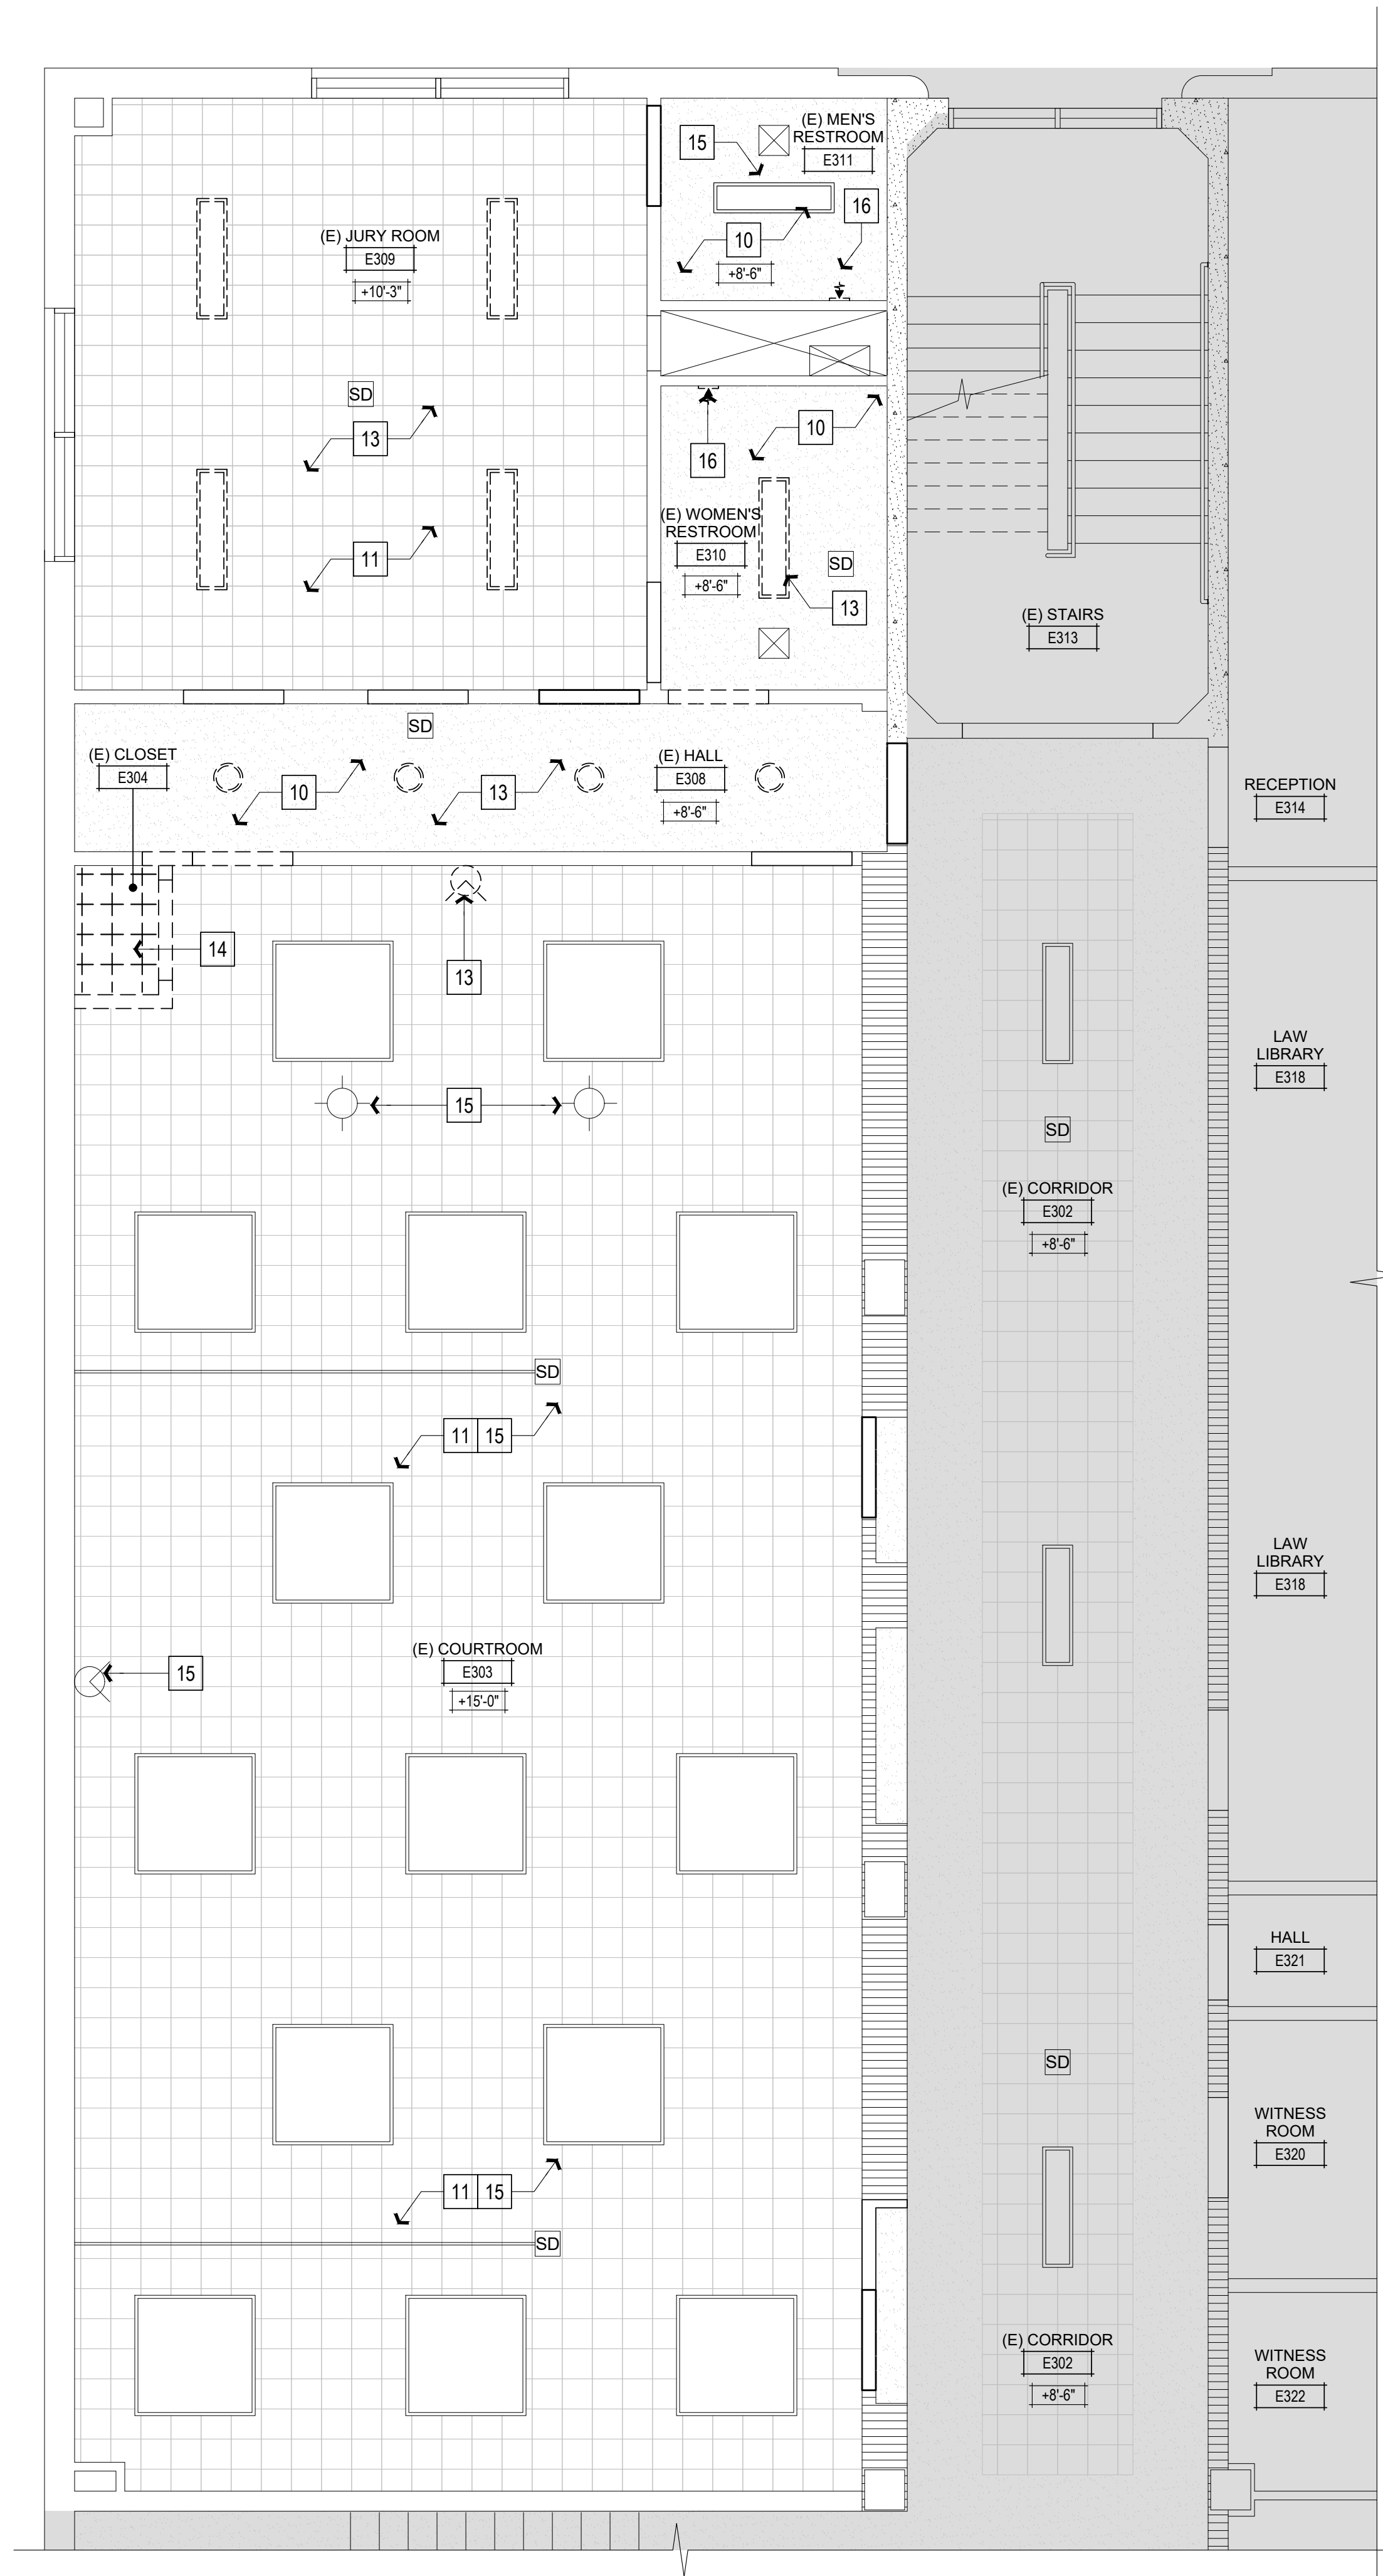 (E) MEN'S
RESTROOM
E311
15
16
10
+8'-6"
(E) JURY ROOM
E309
+10'-3"
SD
13
11
10
16
(E) WOMEN'S
RESTROOM
E310
+8'-6"
SD
13
(E) STAIRS
E313
SD
(E) CLOSET
E304
10
13
(E) HALL
E308
+8'-6"
RECEPTION
E314
14
13
15
LAW
LIBRARY
E318
SD
(E) CORRIDOR
E302
+8'-6"
SD
11 15
LAW
LIBRARY
E318
15
(E) COURTROOM
E303
+15'-0"
HALL
E321
SD
WITNESS
ROOM
E320
11 15
SD
(E) CORRIDOR
E302
+8'-6"
WITNESS
ROOM
E322